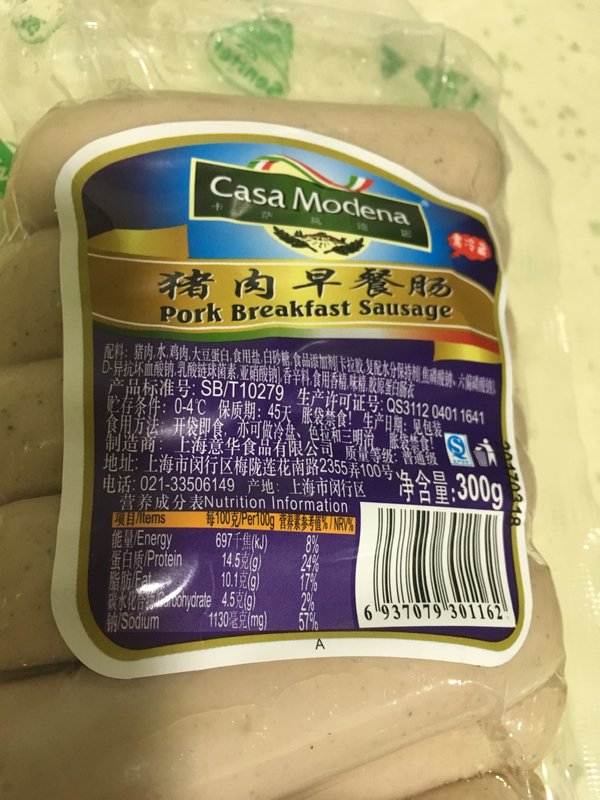 Casa Modena
卡萨莫迪娜
需冷藏
猪肉早餐肠
Pork Breakfast Sausage
配料: 猪肉,水,鸡肉,大豆蛋白,食用盐,白砂糖,食品添加剂[卡拉胶,复配水分保持剂(焦磷酸钠、六偏磷酸钠),
D-异抗坏血酸钠,乳酸链球菌素,亚硝酸钠],香辛料,食用香精,味精,胶原蛋白肠衣
产品标准号: SB/T10279 生产许可证号: QS3112 0401 1641
贮存条件: 0-4℃ 保质期: 45天 胀袋禁食! 生产日期: 见包装
食用方法: 开袋即食, 亦可做冷盘、色拉和三明治。胀袋禁食!
制造商: 上海意华食品有限公司 质量等级: 普通级
地址: 上海市闵行区梅陇莲花南路2355弄100号
电话: 021-33506149 产地: 上海市闵行区
净含量:300g
营养成分表Nutrition Information
项目/Items 每100克/Per100g 营养素参考值%/NRV%
能量/Energy 697千焦(kJ) 8%
蛋白质/Protein 14.5克(g) 24%
脂肪/Fat 10.1克(g) 17%
碳水化合物/Carbohydrate 4.5克(g) 2%
钠/Sodium 1130毫克(mg) 57%
6 937079 301162
A